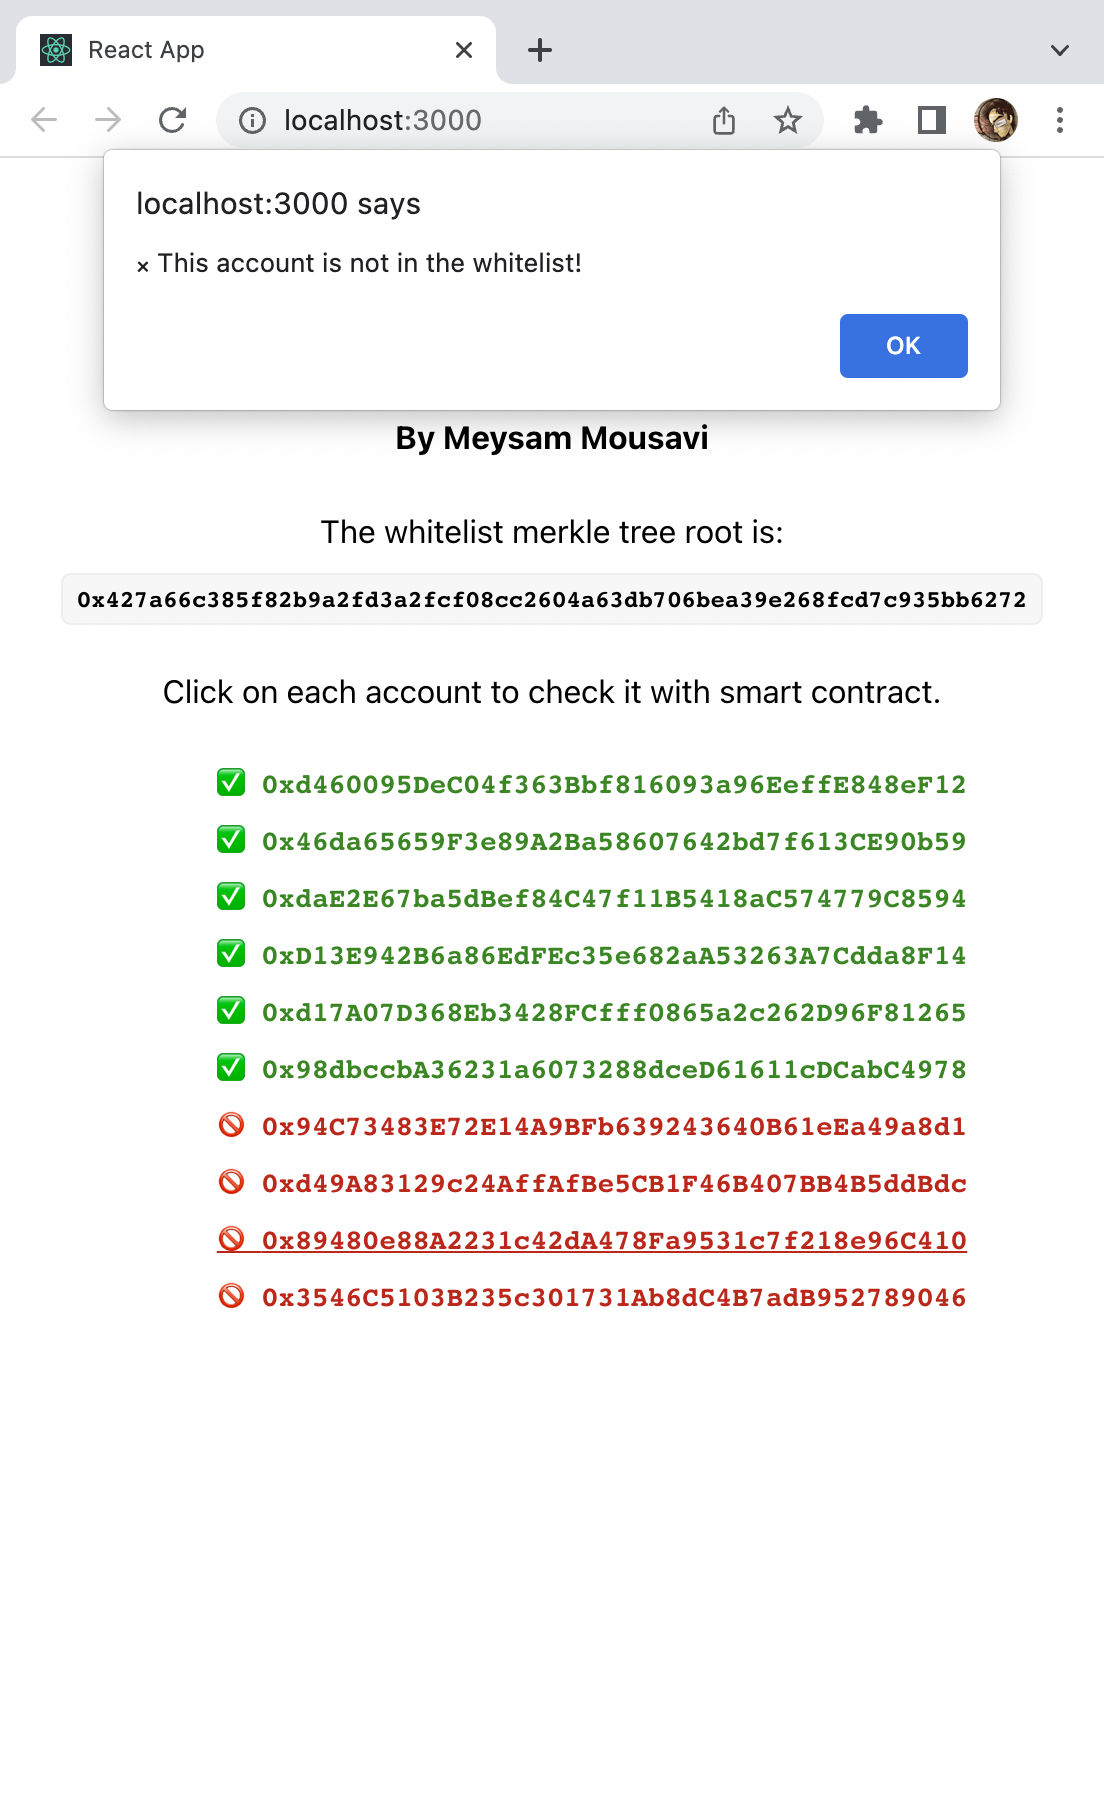 React App
localhost:3000
localhost:3000 says
× This account is not in the whitelist!
OK
By Meysam Mousavi
The whitelist merkle tree root is:
0x427a66c385f82b9a2fd3a2fcf08cc2604a63db706bea39e268fcd7c935bb6272
Click on each account to check it with smart contract.
✅ 0xd460095DeC04f363Bbf816093a96EeffE848eF12
✅ 0x46da65659F3e89A2Ba58607642bd7f613CE90b59
✅ 0xdaE2E67ba5dBef84C47f11B5418aC574779C8594
✅ 0xD13E942B6a86EdFEc35e682aA53263A7Cdda8F14
✅ 0xd17A07D368Eb3428FCfff0865a2c262D96F81265
✅ 0x98dbccbA36231a6073288dceD61611cDCabC4978
🚫 0x94C73483E72E14A9BFb639243640B61eEa49a8d1
🚫 0xd49A83129c24AffAfBe5CB1F46B407BB4B5ddBdc
🚫 0x89480e88A2231c42dA478Fa9531c7f218e96C410
🚫 0x3546C5103B235c301731Ab8dC4B7adB952789046